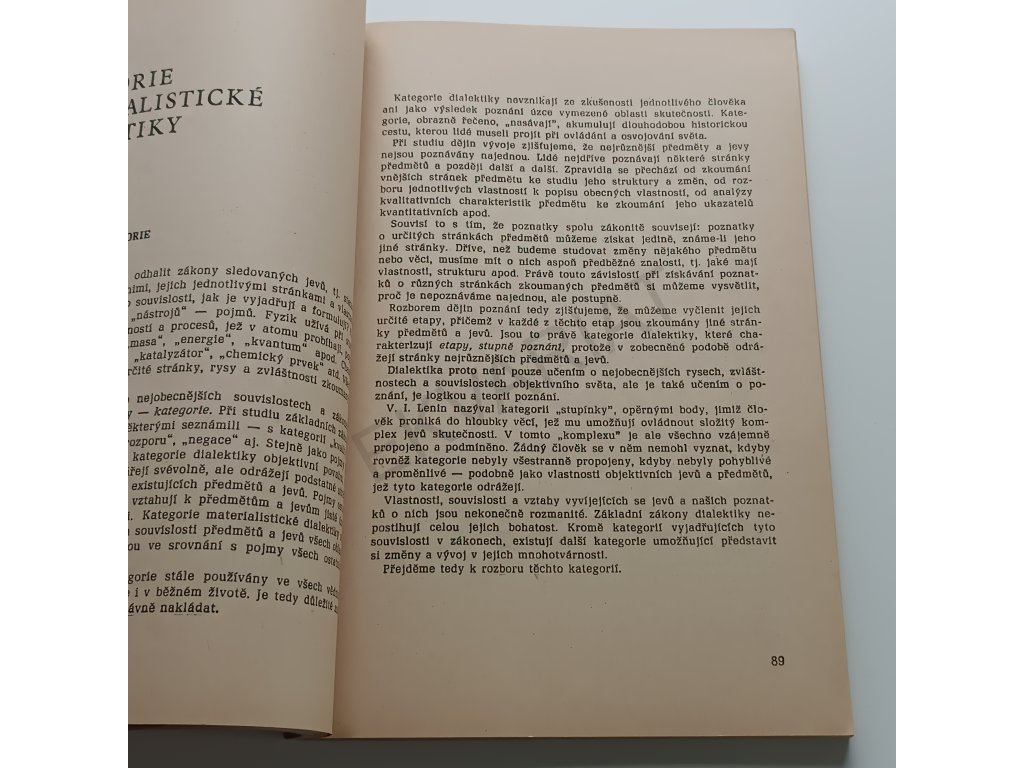 ORIE
ALISTICKÉ
TIKY
ORIE
odhalit zákony sledovaných jevů, tj.
nimi, jejich jednotlivými stránkami a
o souvislosti, jak je vyjadřují a formulují
„nástrojů" — pojmů. Fyzik užívá při
ností a procesů, jež v atomu probíhají,
„masa", „energie", „kvantum" apod.
„katalyzátor", „chemický prvek" atd.
určité stránky, rysy a zvláštnosti
o nejobecnějších souvislostech a
y — kategorie. Při studiu základních
některými seznámili — s kategorií
rozporu", „negace" aj. Stejně jako
kategorie dialektiky objektivní
ářejí svévolně, ale odrážejí podstatné
existujících předmětů a jevů. Pojmy
vztahují k předmětům a jevům jisté
i. Kategorie materialistické dialektiky
souvislosti předmětů a jevů všech
ou ve srovnání s pojmy všech
gorie stále používány ve všech
e i v běžném životě. Je tedy důležité
ávně nakládat.
Kategorie dialektiky nevznikají ze zkušenosti jednotlivého člověka
ani jako výsledek poznání úzce vymezené oblasti skutečnosti. Kate-
gorie, obrazně řečeno, „nasávají", akumulují dlouhodobou historickou
cestu, kterou lidé museli projít při ovládání a osvojování světa.
Při studiu dějin vývoje zjišťujeme, že nejrůznější předměty a jevy
nejsou poznávány najednou. Lidé nejdříve poznávají některé stránky
předmětů a později další a další. Zpravidla se přechází od zkoumání
vnějších stránek předmětu ke studiu jeho struktury a změn, od roz-
boru jednotlivých vlastností k popisu obecných vlastností, od analýzy
kvalitativních charakteristik předmětu ke zkoumání jeho ukazatelů
kvantitativních apod.
Souvisí to s tím, že poznatky spolu zákonitě souvisejí: poznatky
o určitých stránkách předmětů můžeme získat jedině, známe-li jeho
jiné stránky. Dříve, než budeme studovat změny nějakého předmětu
nebo věci, musíme mít o nich aspoň předběžné znalosti, tj. jaké mají
vlastnosti, strukturu apod. Právě touto závislostí při získávání poznat-
ků o různých stránkách zkoumaných předmětů si můžeme vysvětlit,
proč je nepoznáváme najednou, ale postupně.
Rozborem dějin poznání tedy zjišťujeme, že můžeme vyčlenit jejich
určité etapy, přičemž v každé z těchto etap jsou zkoumány jiné strán-
ky předmětů a jevů. Jsou to právě kategorie dialektiky, které cha-
rakterizují etapy, stupně poznání, protože v zobecněné podobě odrá-
žejí stránky nejrůznějších předmětů a jevů.
Dialektika proto není pouze učením o nejobecnějších rysech, zvlášt-
nostech a souvislostech objektivního světa, ale je také učením o po-
znání, je logikou a teorií poznání.
V. I. Lenin nazýval kategorii „stupínky", opěrnými body, jimiž člo-
věk proniká do hloubky věcí, jež mu umožňují ovládnout složitý kom-
plex jevů skutečnosti. V tomto „komplexu" je ale všechno vzájemně
propojeno a podmíněno. Žádný člověk se v něm nemohl vyznat, kdyby
rovněž kategorie nebyly všestranně propojeny, kdyby nebyly pohyblivé
a proměnlivé — podobně jako vlastnosti objektivních jevů a předmětů,
jež tyto kategorie odrážejí.
Vlastnosti, souvislosti a vztahy vyvíjejících se jevů a našich poznat-
ků o nich jsou nekonečně rozmanité. Základní zákony dialektiky ne-
postihují celou jejich bohatost. Kromě kategorií vyjadřujících tyto
souvislosti v zákonech, existují další kategorie umožňující představit
si změny a vývoj v jejich mnohotvárnosti.
Přejděme tedy k rozboru těchto kategorií.
89